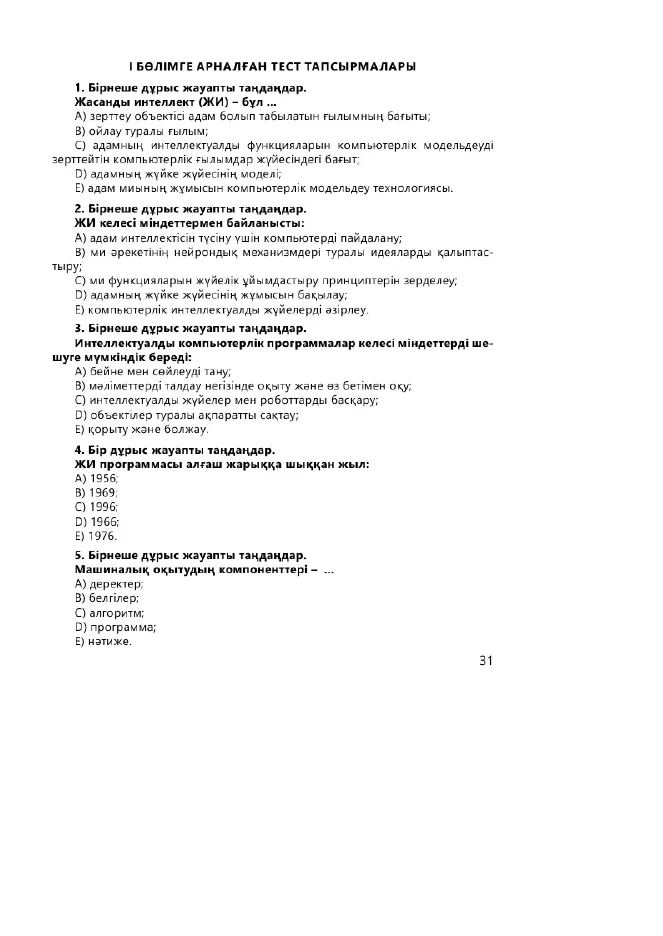 І БӨЛІМГЕ АРНАЛҒАН ТЕСТ ТАПСЫРМАЛАРЫ
1. Бірнеше дұрыс жауапты таңдаңдар.
Жасанды интеллект (ЖИ) – бұл ...
А) зерттеу объектісі адам болып табылатын ғылымның бағыты;
В) ойлау туралы ғылым;
С) адамның интеллектуалды функцияларын компьютерлік модельдеуді
зерттейтін компьютерлік ғылымдар жүйесіндегі бағыт;
D) адамның жүйке жүйесінің моделі;
Е) адам миының жұмысын компьютерлік модельдеу технологиясы.
2. Бірнеше дұрыс жауапты таңдаңдар.
ЖИ келесі міндеттермен байланысты:
А) адам интеллектісін түсіну үшін компьютерді пайдалану;
В) ми әрекетінің нейрондық механизмдері туралы идеяларды қалыптас-
тыру;
С) ми функцияларын жүйелік ұйымдастыру принциптерін зерделеу;
D) адамның жүйке жүйесінің жұмысын бақылау;
Е) компьютерлік интеллектуалды жүйелерді әзірлеу.
3. Бірнеше дұрыс жауапты таңдаңдар.
Интеллектуалды компьютерлік программалар келесі міндеттерді ше-
шуге мүмкіндік береді:
А) бейне мен сөйлеуді тану;
В) мәліметтерді талдау негізінде оқыту және өз бетімен оқу;
С) интеллектуалды жүйелер мен роботтарды басқару;
D) объектілер туралы ақпаратты сақтау;
Е) қорыту және болжау.
4. Бір дұрыс жауапты таңдаңдар.
ЖИ программасы алғаш жарыққа шыққан жыл:
А) 1956;
В) 1969;
С) 1996;
D) 1966;
Е) 1976.
5. Бірнеше дұрыс жауапты таңдаңдар.
Машиналық оқытудың компоненттері – ...
А) деректер;
В) белгілер;
С) алгоритм;
D) программа;
Е) нәтиже.
31